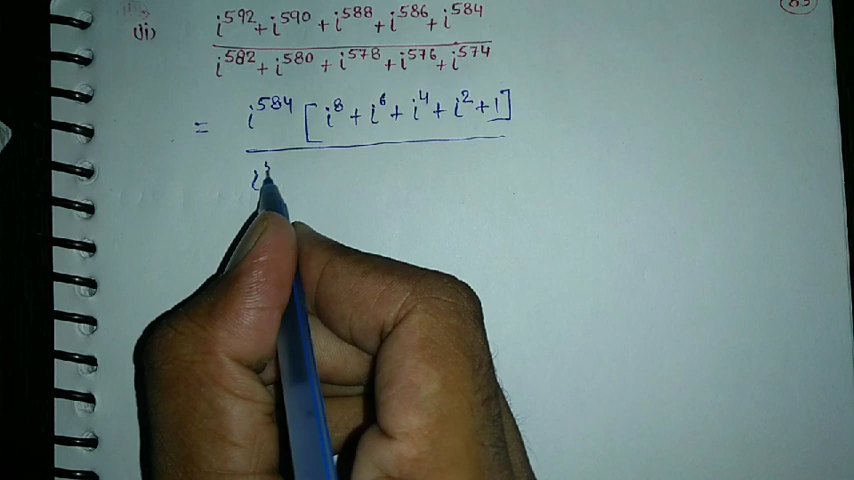 (ii) i^592 + i^590 + i^588 + i^586 + i^584
i^582 + i^580 + i^578 + i^576 + i^574
= i^584 [i^8 + i^6 + i^4 + i^2 + 1]
i